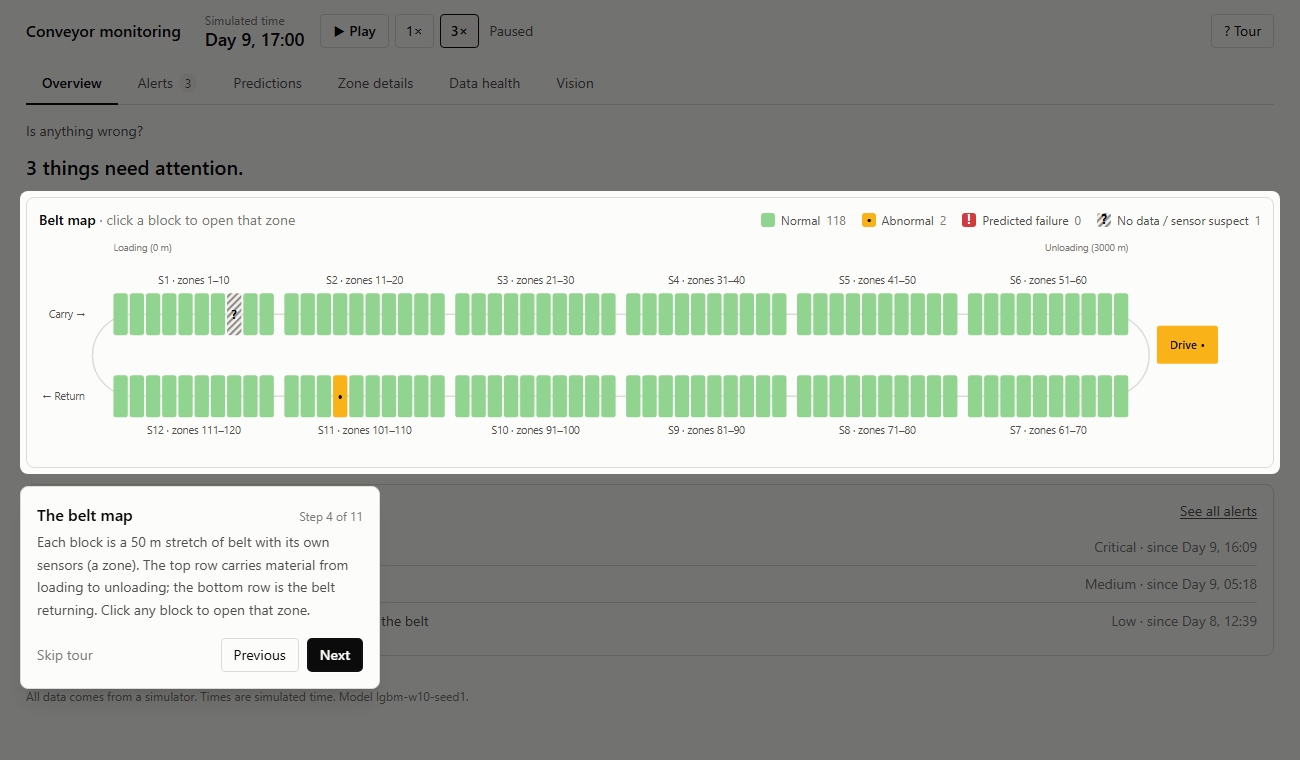 Conveyor monitoring
Simulated time
Day 9, 17:00
▶ Play
1×
3×
Paused
? Tour
Overview
Alerts 3
Predictions
Zone details
Data health
Vision
Is anything wrong?
3 things need attention.
Belt map · click a block to open that zone
Normal 118
• Abnormal 2
! Predicted failure 0
? No data / sensor suspect 1
Loading (0 m)
Unloading (3000 m)
S1 · zones 1–10
S2 · zones 11–20
S3 · zones 21–30
S4 · zones 31–40
S5 · zones 41–50
S6 · zones 51–60
Carry →
?
Drive •
← Return
•
S12 · zones 111–120
S11 · zones 101–110
S10 · zones 91–100
S9 · zones 81–90
S8 · zones 71–80
S7 · zones 61–70
The belt map
Step 4 of 11
Each block is a 50 m stretch of belt with its own
sensors (a zone). The top row carries material from
loading to unloading; the bottom row is the belt
returning. Click any block to open that zone.
Skip tour
Previous
Next
See all alerts
Critical · since Day 9, 16:09
Medium · since Day 9, 05:18
the belt
Low · since Day 8, 12:39
All data comes from a simulator. Times are simulated time. Model lgbm-w10-seed1.